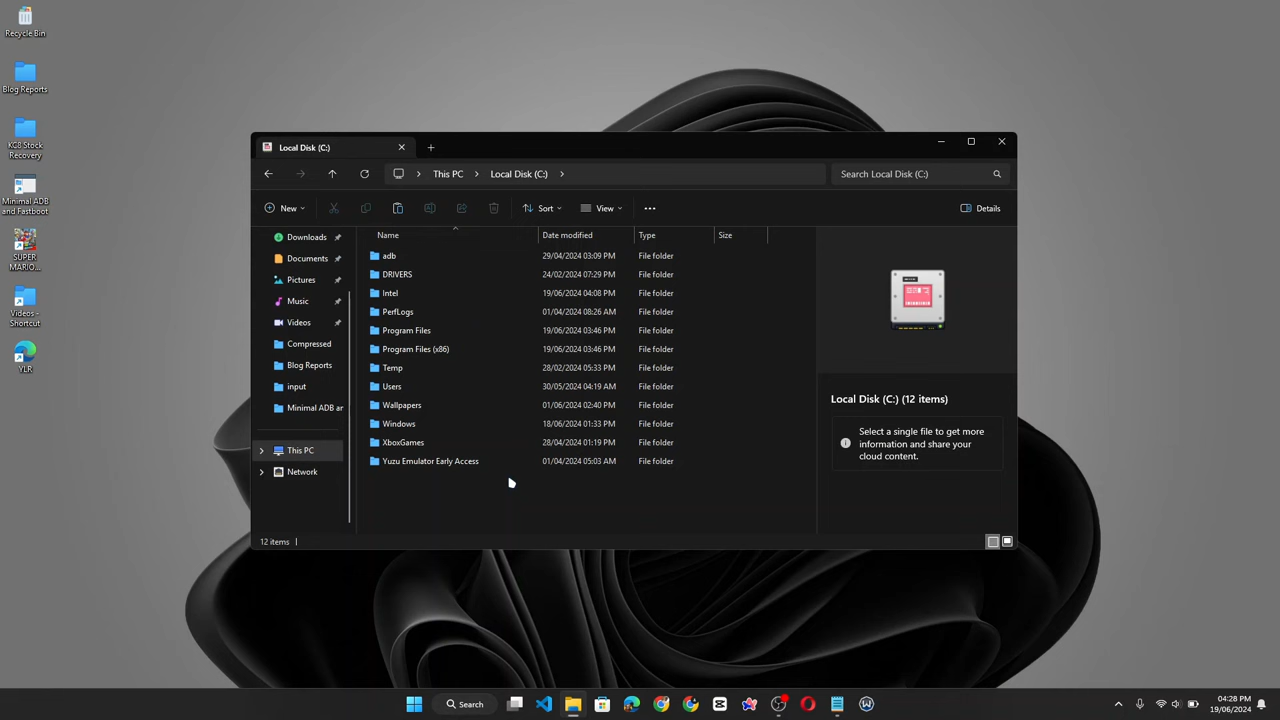 Recycle Bin
Blog Reports
KC8 Stock
Recovery
Minimal ADB
and Fastboot
SUPER
MARIO...
Videos -
Shortcut
YLR
Local Disk (C:)
This PC
Local Disk (C:)
Search Local Disk (C:)
New
Sort
View
Details
Downloads
Documents
Pictures
Music
Videos
Compressed
Blog Reports
input
Minimal ADB ar
This PC
Network
Name Date modified Type Size
adb 29/04/2024 03:09 PM File folder
DRIVERS 24/02/2024 07:29 PM File folder
Intel 19/06/2024 04:08 PM File folder
PerfLogs 01/04/2024 08:26 AM File folder
Program Files 19/06/2024 03:46 PM File folder
Program Files (x86) 19/06/2024 03:46 PM File folder
Temp 28/02/2024 05:33 PM File folder
Users 30/05/2024 04:19 AM File folder
Wallpapers 01/06/2024 02:40 PM File folder
Windows 18/06/2024 01:33 PM File folder
XboxGames 28/04/2024 01:19 PM File folder
Yuzu Emulator Early Access 01/04/2024 05:03 AM File folder
Local Disk (C:) (12 items)
Select a single file to get more
information and share your
cloud content.
12 items
Search
04:28 PM
19/06/2024